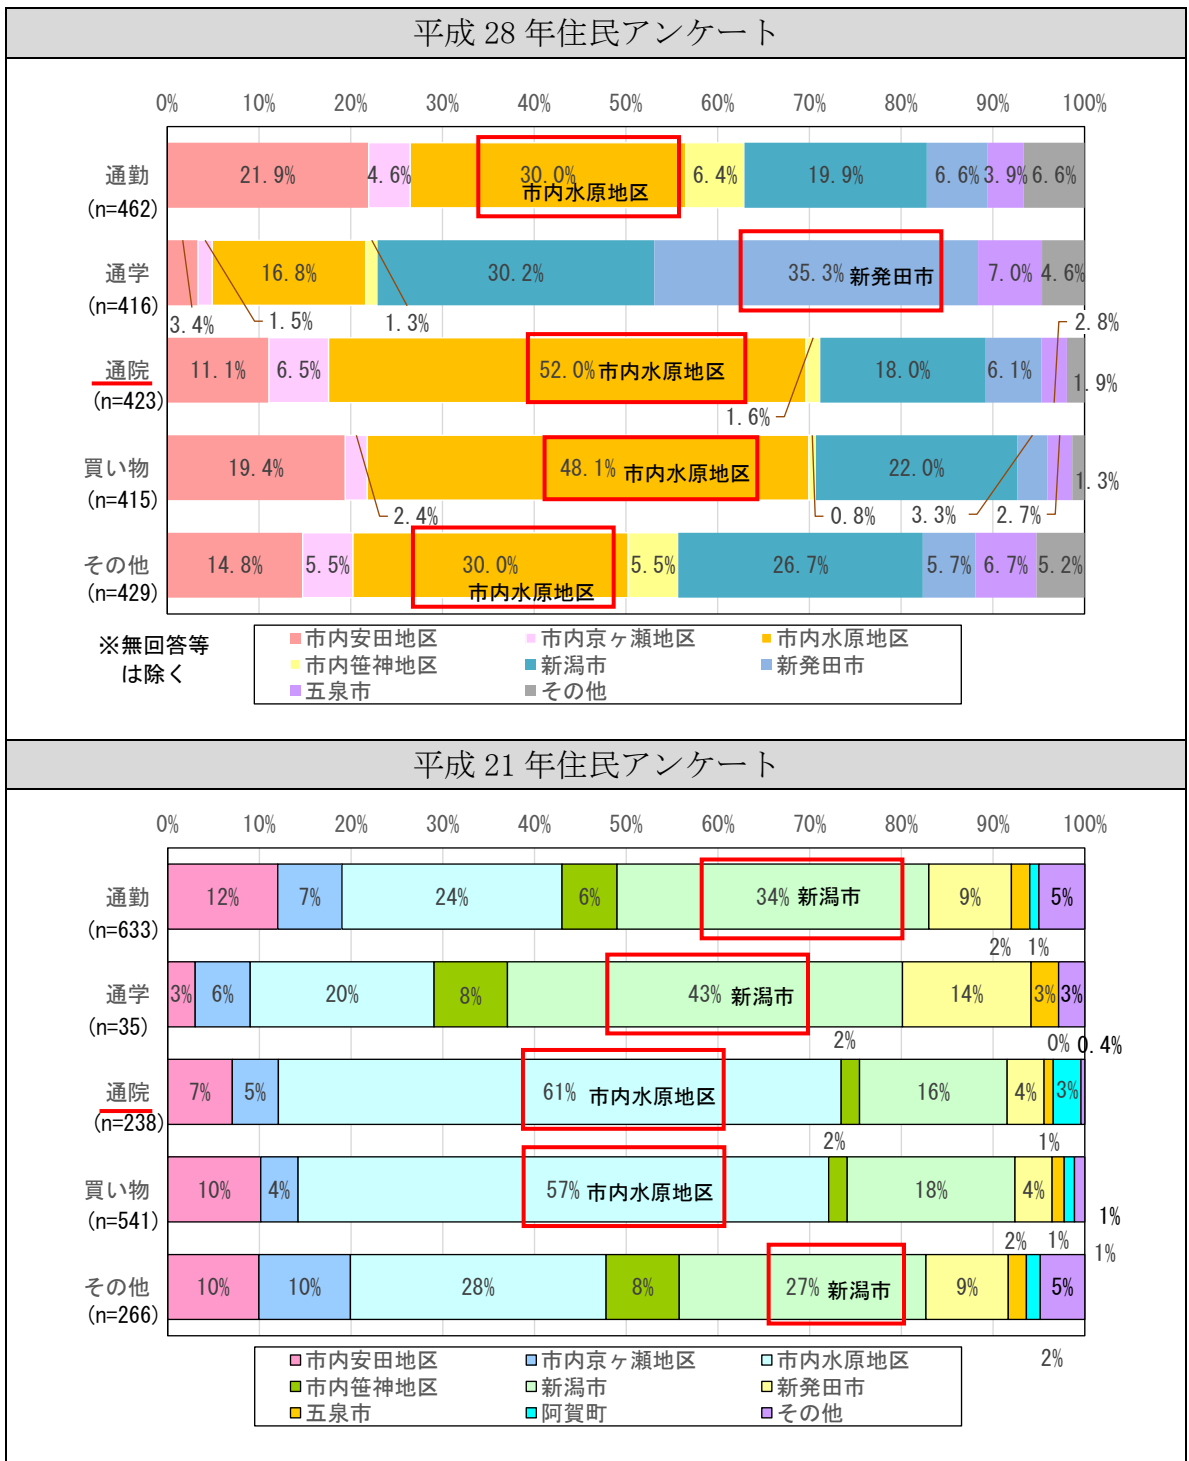 平成 28 年住民アンケート
0% 10% 20% 30% 40% 50% 60% 70% 80% 90% 100%
通勤 (n=462) 21.9% 4.6% 30.0% 市内水原地区 6.4% 19.9% 6.6% 3.9% 6.6%
通学 (n=416) 16.8% 30.2% 35.3% 新発田市 7.0% 4.6%
3.4% 1.5% 1.3% 2.8%
通院 (n=423) 11.1% 6.5% 52.0% 市内水原地区 18.0% 6.1% 1.9%
1.6%
買い物 (n=415) 19.4% 48.1% 市内水原地区 22.0% 1.3%
2.4% 0.8% 3.3% 2.7%
その他 (n=429) 14.8% 5.5% 30.0% 市内水原地区 5.5% 26.7% 5.7% 6.7% 5.2%
※無回答等
は除く
市内安田地区 市内京ヶ瀬地区 市内水原地区
市内笹神地区 新潟市 新発田市
五泉市 その他
平成 21 年住民アンケート
0% 10% 20% 30% 40% 50% 60% 70% 80% 90% 100%
通勤 (n=633) 12% 7% 24% 6% 34% 新潟市 9% 5%
2% 1%
通学 (n=35) 3% 6% 20% 8% 43% 新潟市 14% 3% 3%
2% 0% 0.4%
通院 (n=238) 7% 5% 61% 市内水原地区 16% 4% 3%
2% 1%
買い物 (n=541) 10% 4% 57% 市内水原地区 18% 4% 1%
2% 1% 1%
その他 (n=266) 10% 10% 28% 8% 27% 新潟市 9% 5%
2%
市内安田地区 市内京ヶ瀬地区 市内水原地区
市内笹神地区 新潟市 新発田市
五泉市 阿賀町 その他